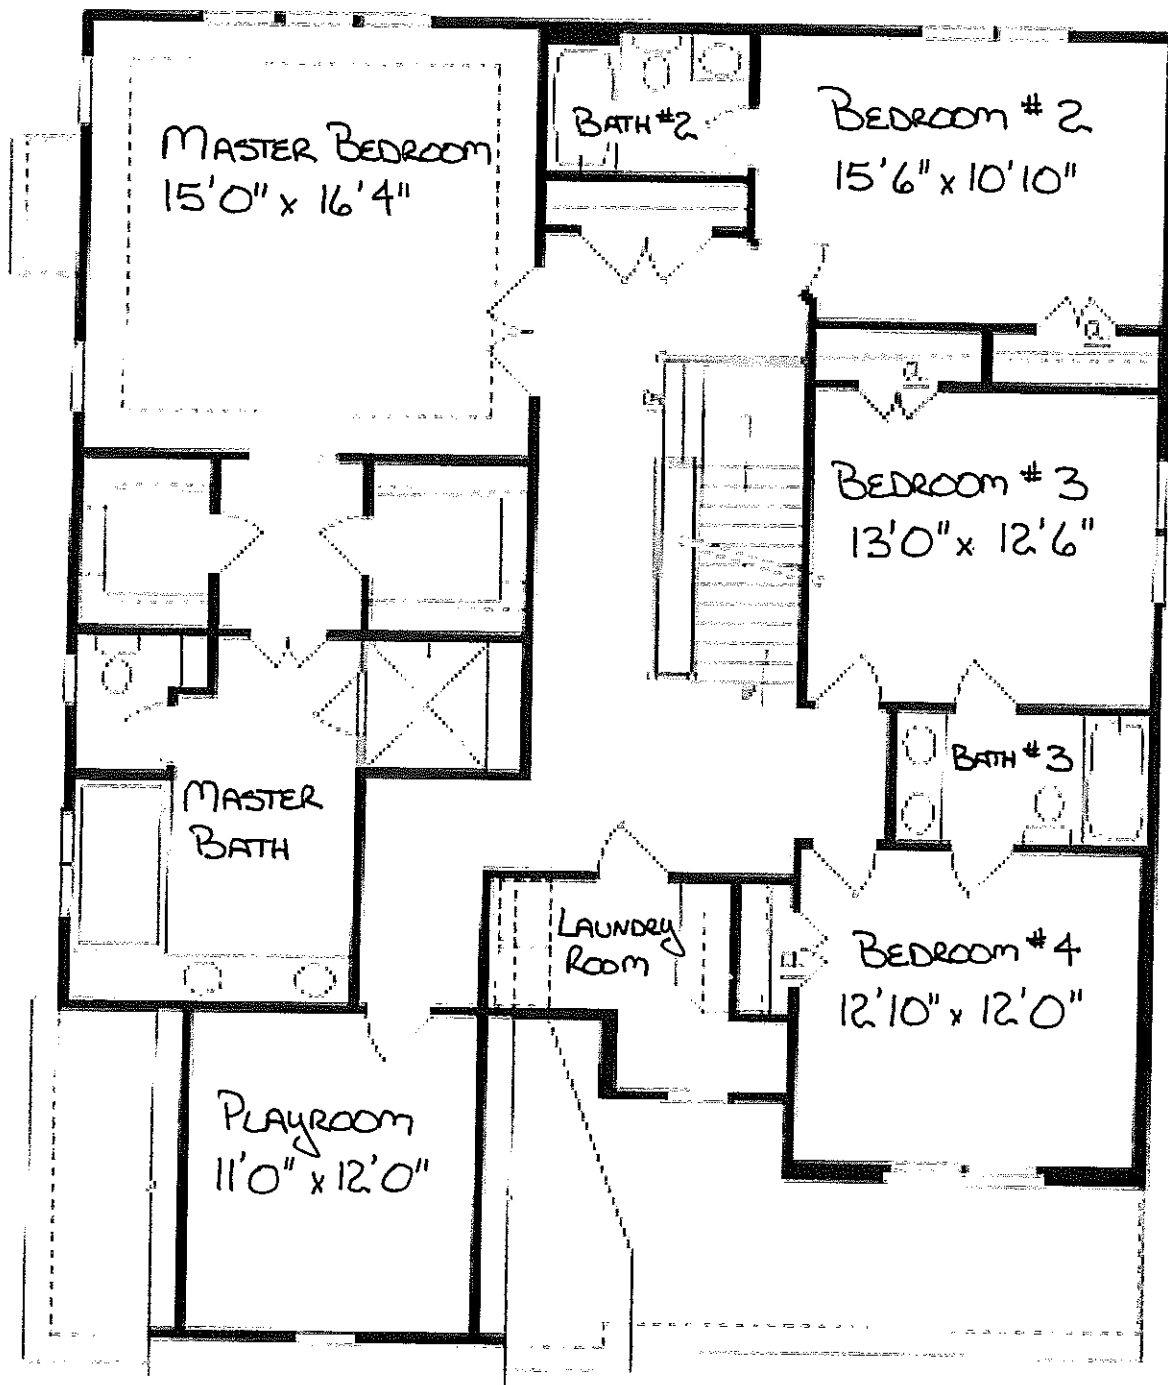 MASTER BEDROOM
15'0" x 16'4"
BATH #2
BEDROOM #2
15'6" x 10'10"
BEDROOM #3
13'0" x 12'6"
BATH #3
MASTER
BATH
LAUNDRY
ROOM
BEDROOM #4
12'10" x 12'0"
PLAYROOM
11'0" x 12'0"